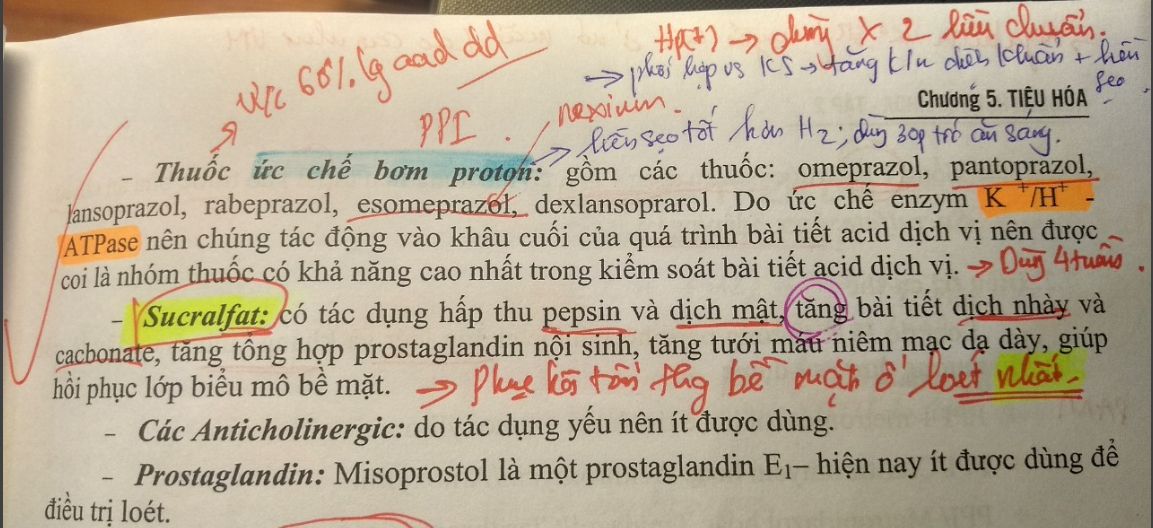 Hp(+) → dùng x 2 liều chuẩn.
→ phối hợp vs KS → tăng k/n diệt khuẩn + liền sẹo.
ức 60% lg acid dd
Chương 5. TIÊU HÓA
PPI.
nexium.
→ liền sẹo tốt hơn H2; dùng 30p trc ăn sáng.
– Thuốc ức chế bơm proton: gồm các thuốc: omeprazol, pantoprazol,
lansoprazol, rabeprazol, esomeprazol, dexlansoprarol. Do ức chế enzym K +/H+ -
ATPase nên chúng tác động vào khâu cuối của quá trình bài tiết acid dịch vị nên được
coi là nhóm thuốc có khả năng cao nhất trong kiểm soát bài tiết acid dịch vị. → Dùng 4 tuần.
– Sucralfat: có tác dụng hấp thu pepsin và dịch mật, tăng bài tiết dịch nhày và
cacbonate, tăng tổng hợp prostaglandin nội sinh, tăng tưới máu niêm mạc dạ dày, giúp
hồi phục lớp biểu mô bề mặt. → Phục hồi tổn thg bề mặt ổ loét nhất.
– Các Anticholinergic: do tác dụng yếu nên ít được dùng.
– Prostaglandin: Misoprostol là một prostaglandin E1– hiện nay ít được dùng để
điều trị loét.